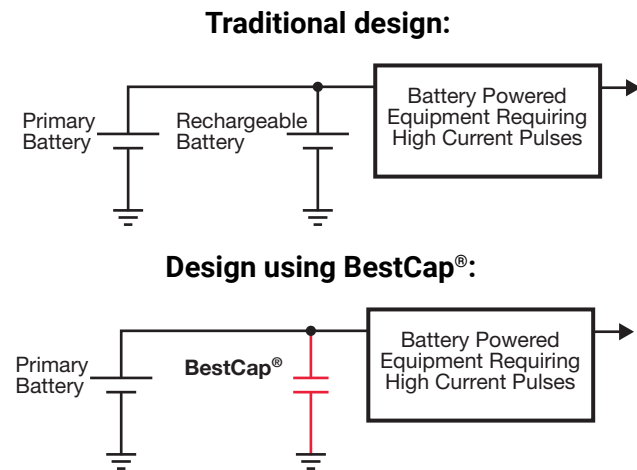 Traditional design:
Primary
Battery
Rechargeable
Battery
Battery Powered
Equipment Requiring
High Current Pulses
Design using BestCap®:
Primary
Battery
BestCap®
Battery Powered
Equipment Requiring
High Current Pulses